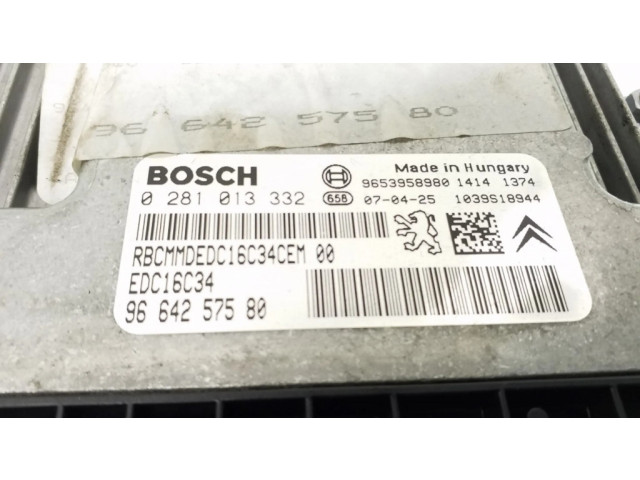 96 642 575 80
BOSCH
Made in Hungary
9653958980 1414 1374
0 281 013 332
658
07-04-25 1039S18944
RBCMMDEDC16C34CEM 00
EDC16C34
96 642 575 80